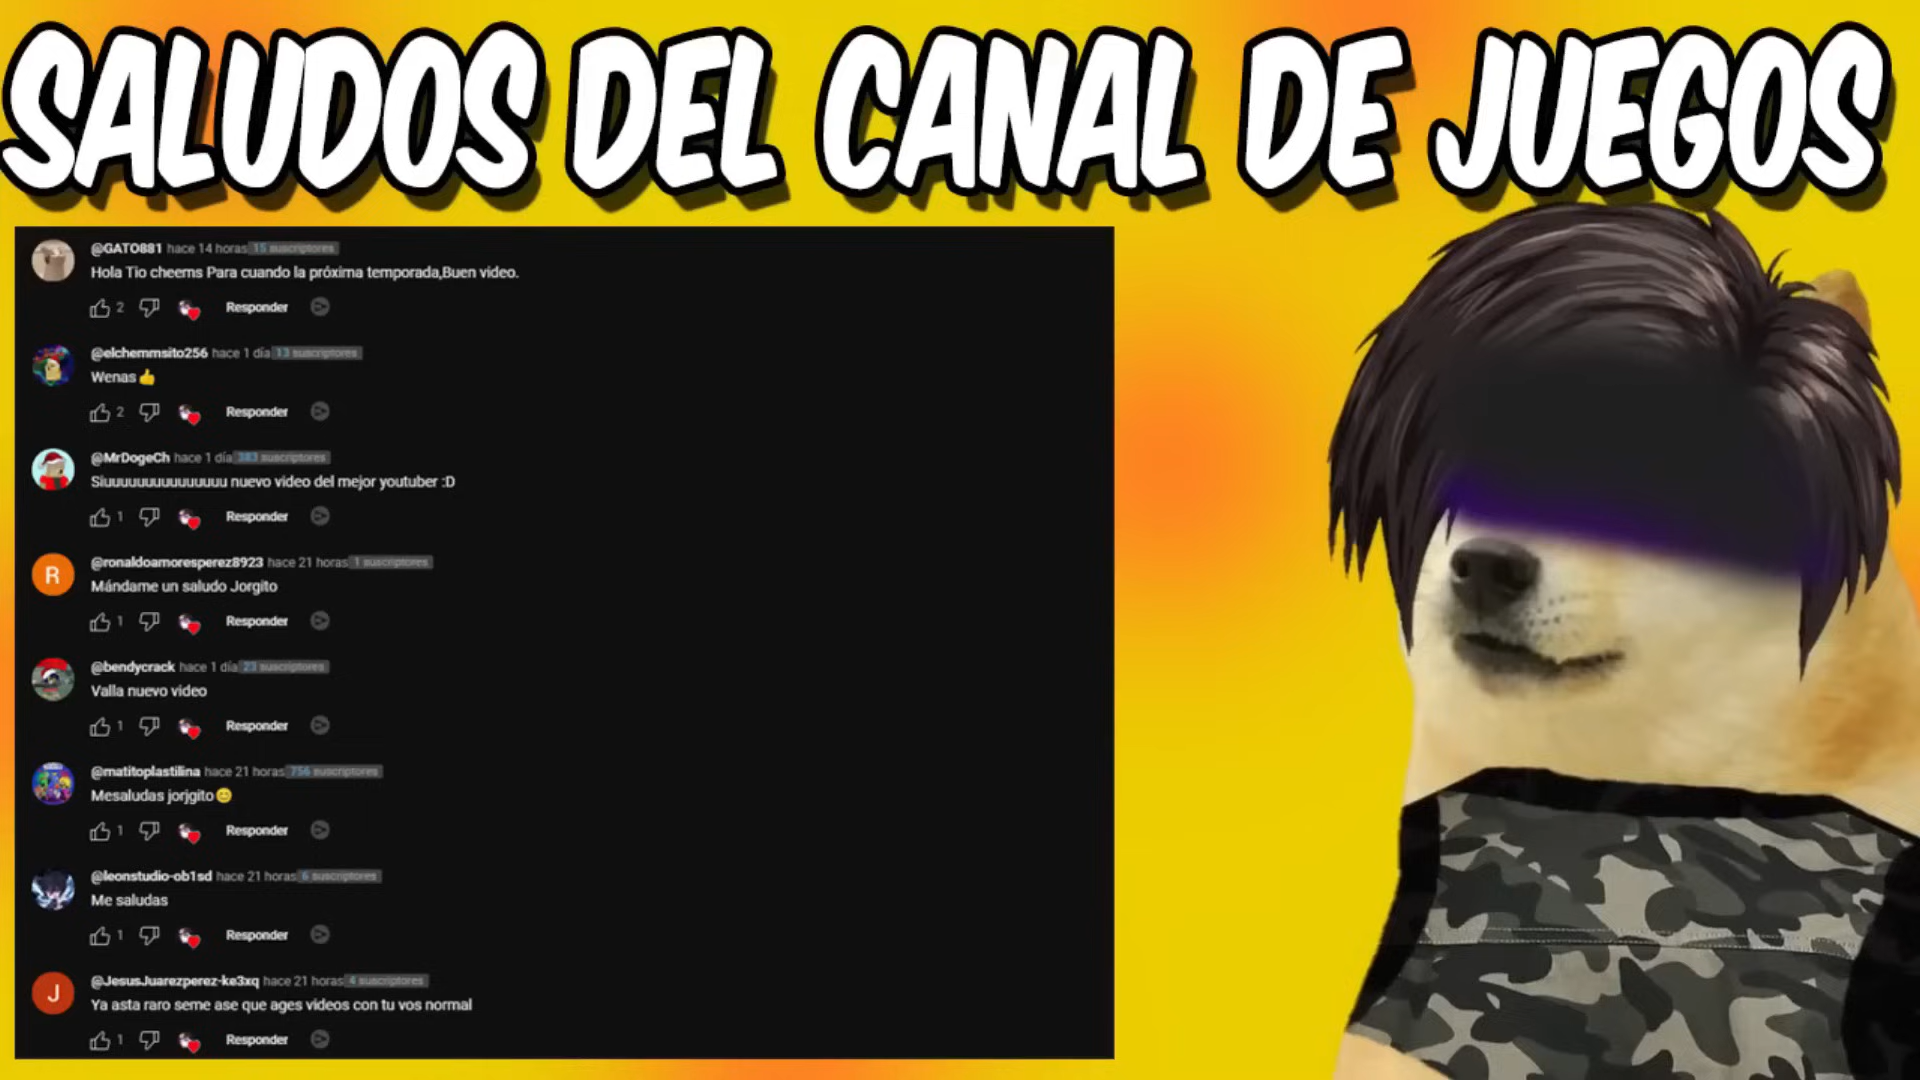 SALUDOS DEL CANAL DE JUEGOS
@GATO881 hace 14 horas 15 suscriptores
Hola Tio cheems Para cuando la próxima temporada,Buen video.
2 Responder
@elchemmsito256 hace 1 día 13 suscriptores
Wenas👍
2 Responder
@MrDogeCh hace 1 día 383 suscriptores
Siuuuuuuuuuuuuuuu nuevo video del mejor youtuber :D
1 Responder
R
@ronaldoamoresperez8923 hace 21 horas 1 suscriptores
Mándame un saludo Jorgito
1 Responder
@bendycrack hace 1 día 23 suscriptores
Valla nuevo video
1 Responder
@matitoplastilina hace 21 horas 756 suscriptores
Mesaludas jorjgito😊
1 Responder
@leonstudio-ob1sd hace 21 horas 6 suscriptores
Me saludas
1 Responder
J
@JesusJuarezperez-ke3xq hace 21 horas 4 suscriptores
Ya asta raro seme ase que ages videos con tu vos normal
1 Responder